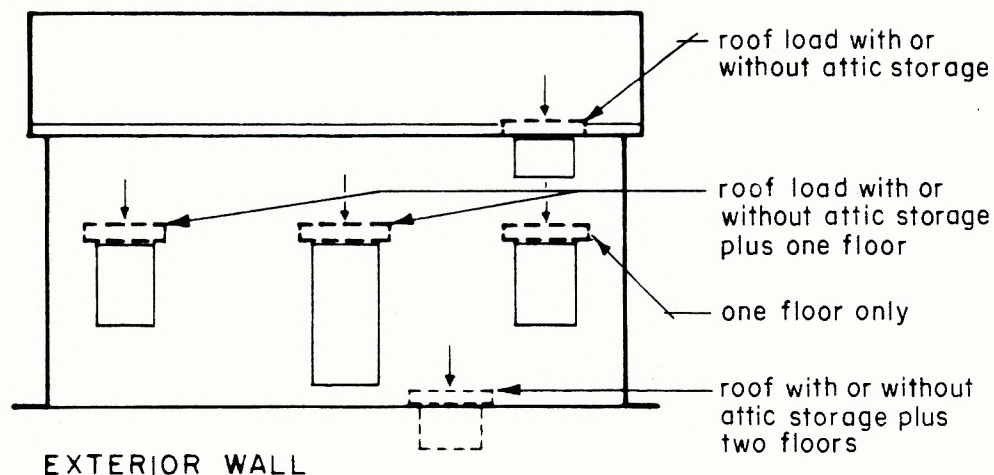 roof load with or
without attic storage
roof load with or
without attic storage
plus one floor
one floor only
roof with or without
attic storage plus
two floors
EXTERIOR WALL